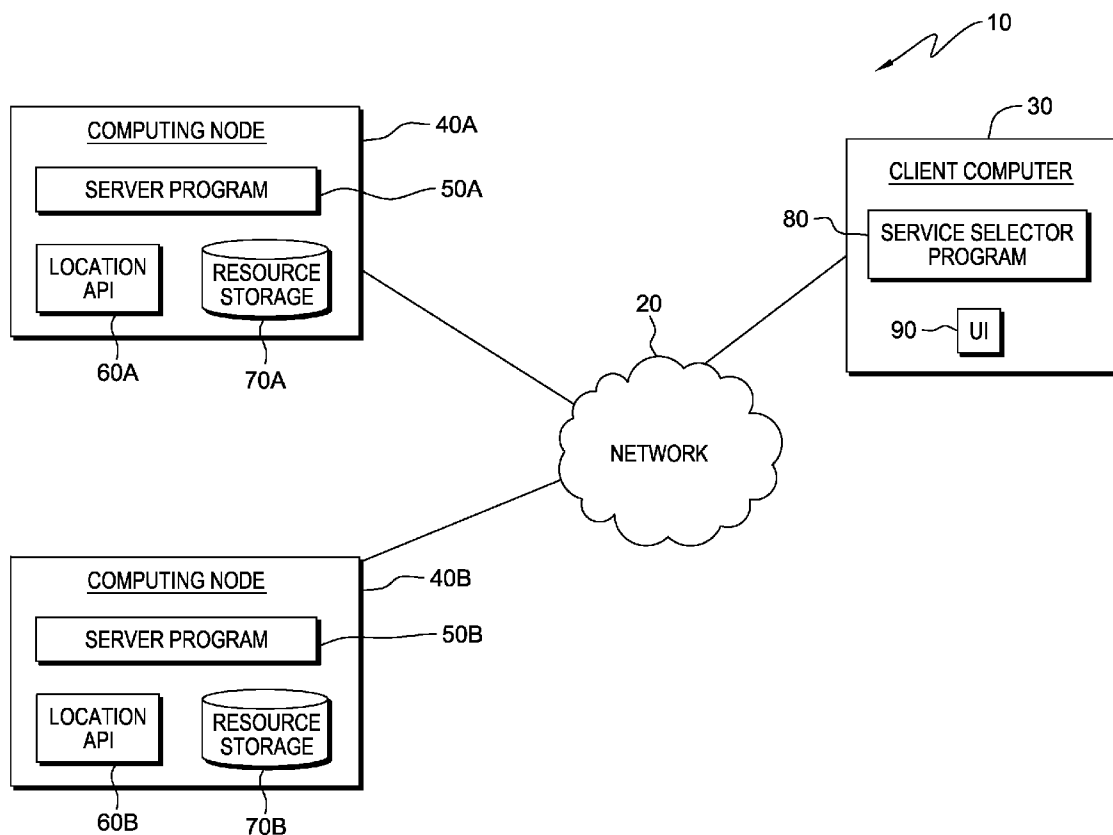 10
COMPUTING NODE
40A
SERVER PROGRAM
50A
LOCATION
API
RESOURCE
STORAGE
60A
70A
30
CLIENT COMPUTER
80
SERVICE SELECTOR
PROGRAM
90
UI
20
NETWORK
COMPUTING NODE
40B
SERVER PROGRAM
50B
LOCATION
API
RESOURCE
STORAGE
60B
70B